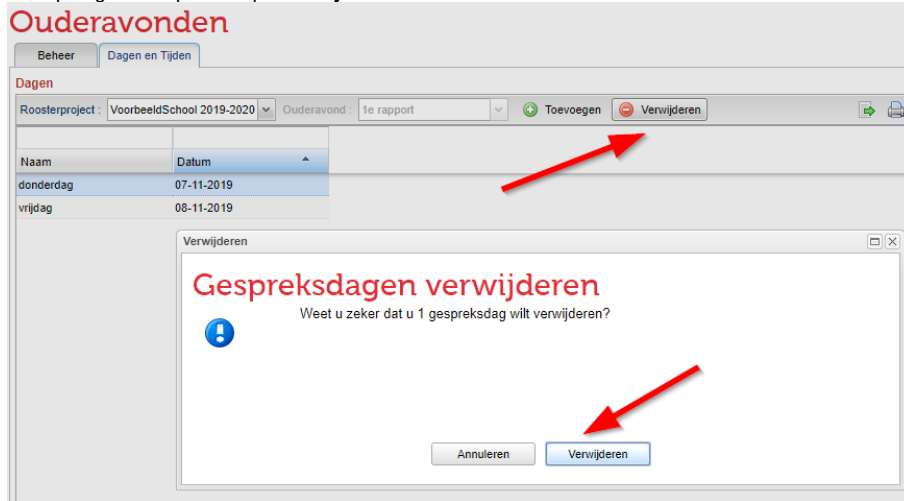 Ouderavonden
Beheer Dagen en Tijden
Dagen
Roosterproject : VoorbeeldSchool 2019-2020 Ouderavond : 1e rapport Toevoegen Verwijderen
Naam Datum
donderdag 07-11-2019
vrijdag 08-11-2019
Verwijderen
Gespreksdagen verwijderen
Weet u zeker dat u 1 gespreksdag wilt verwijderen?
Annuleren Verwijderen